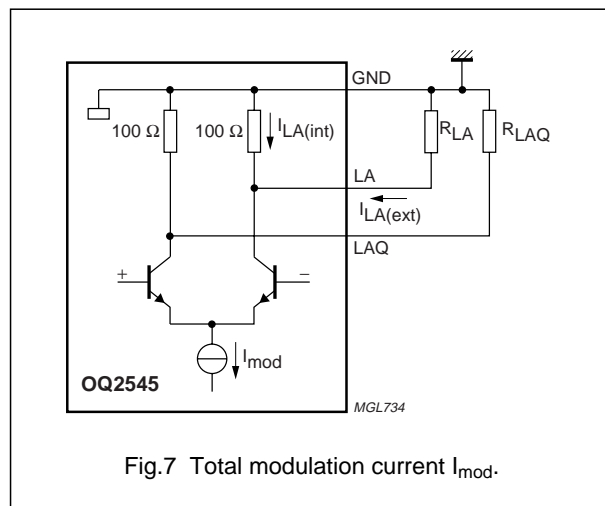 GND
100 Ω
100 Ω
I_LA(int)
R_LA
R_LAQ
LA
I_LA(ext)
LAQ
+
−
I_mod
OQ2545
MGL734
Fig.7 Total modulation current I_mod.